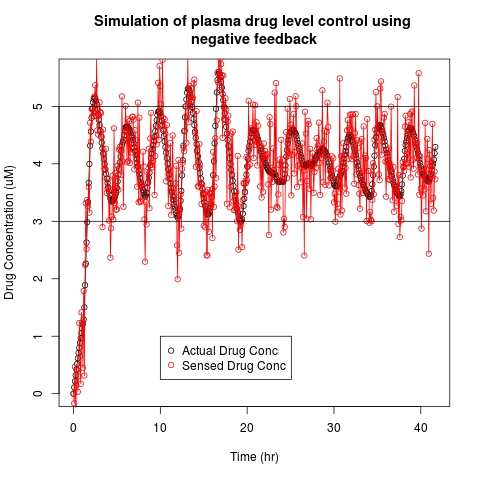 Simulation of plasma drug level control using
negative feedback
Drug Concentration (uM)
5
4
3
2
1
0
Actual Drug Conc
Sensed Drug Conc
0 10 20 30 40
Time (hr)